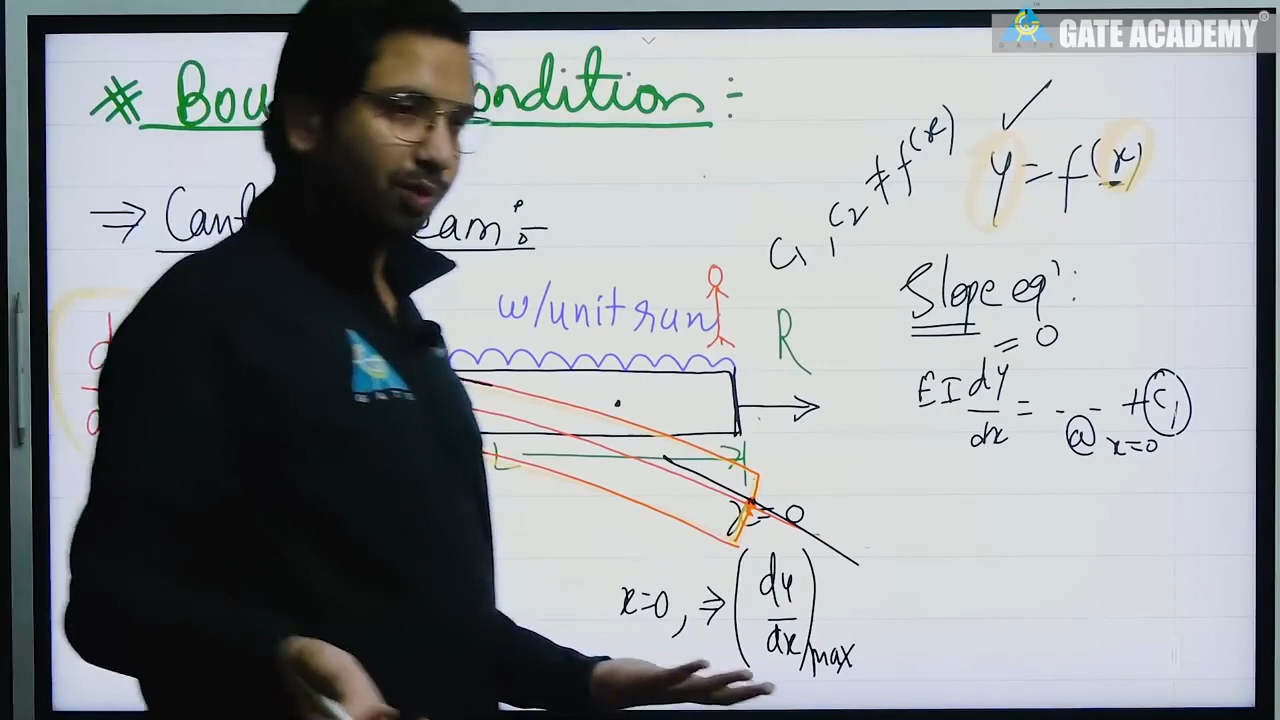 GATE ACADEMY
# Bou ondition :-
C1, C2 ≠ f(x)
y = f(x)
⇒ Cant eam :-
w/unit run
R
Slope eqⁿ :
= 0
EI dy/dx = - - + C1
@ x=0
L
x = 0
x=0, ⇒ (dy/dx)max